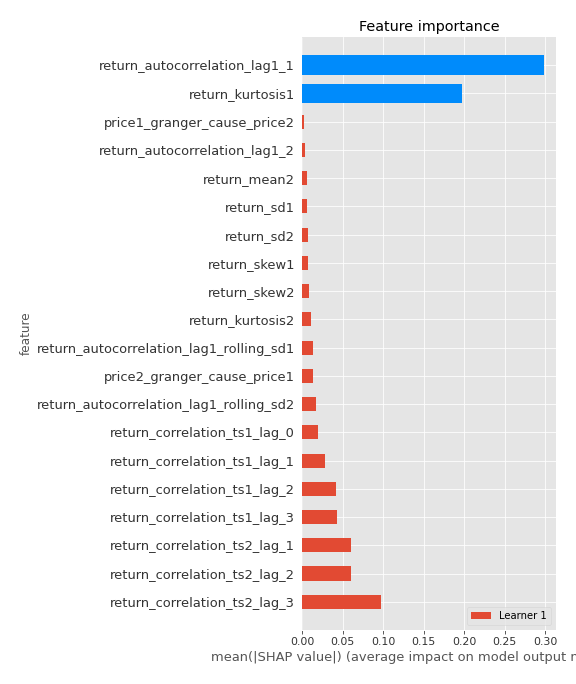 Feature importance
return_autocorrelation_lag1_1
return_kurtosis1
price1_granger_cause_price2
return_autocorrelation_lag1_2
return_mean2
return_sd1
return_sd2
return_skew1
return_skew2
return_kurtosis2
return_autocorrelation_lag1_rolling_sd1
price2_granger_cause_price1
return_autocorrelation_lag1_rolling_sd2
return_correlation_ts1_lag_0
return_correlation_ts1_lag_1
return_correlation_ts1_lag_2
return_correlation_ts1_lag_3
return_correlation_ts2_lag_1
return_correlation_ts2_lag_2
return_correlation_ts2_lag_3
feature
Learner 1
0.00 0.05 0.10 0.15 0.20 0.25 0.30
mean(|SHAP value|) (average impact on model output